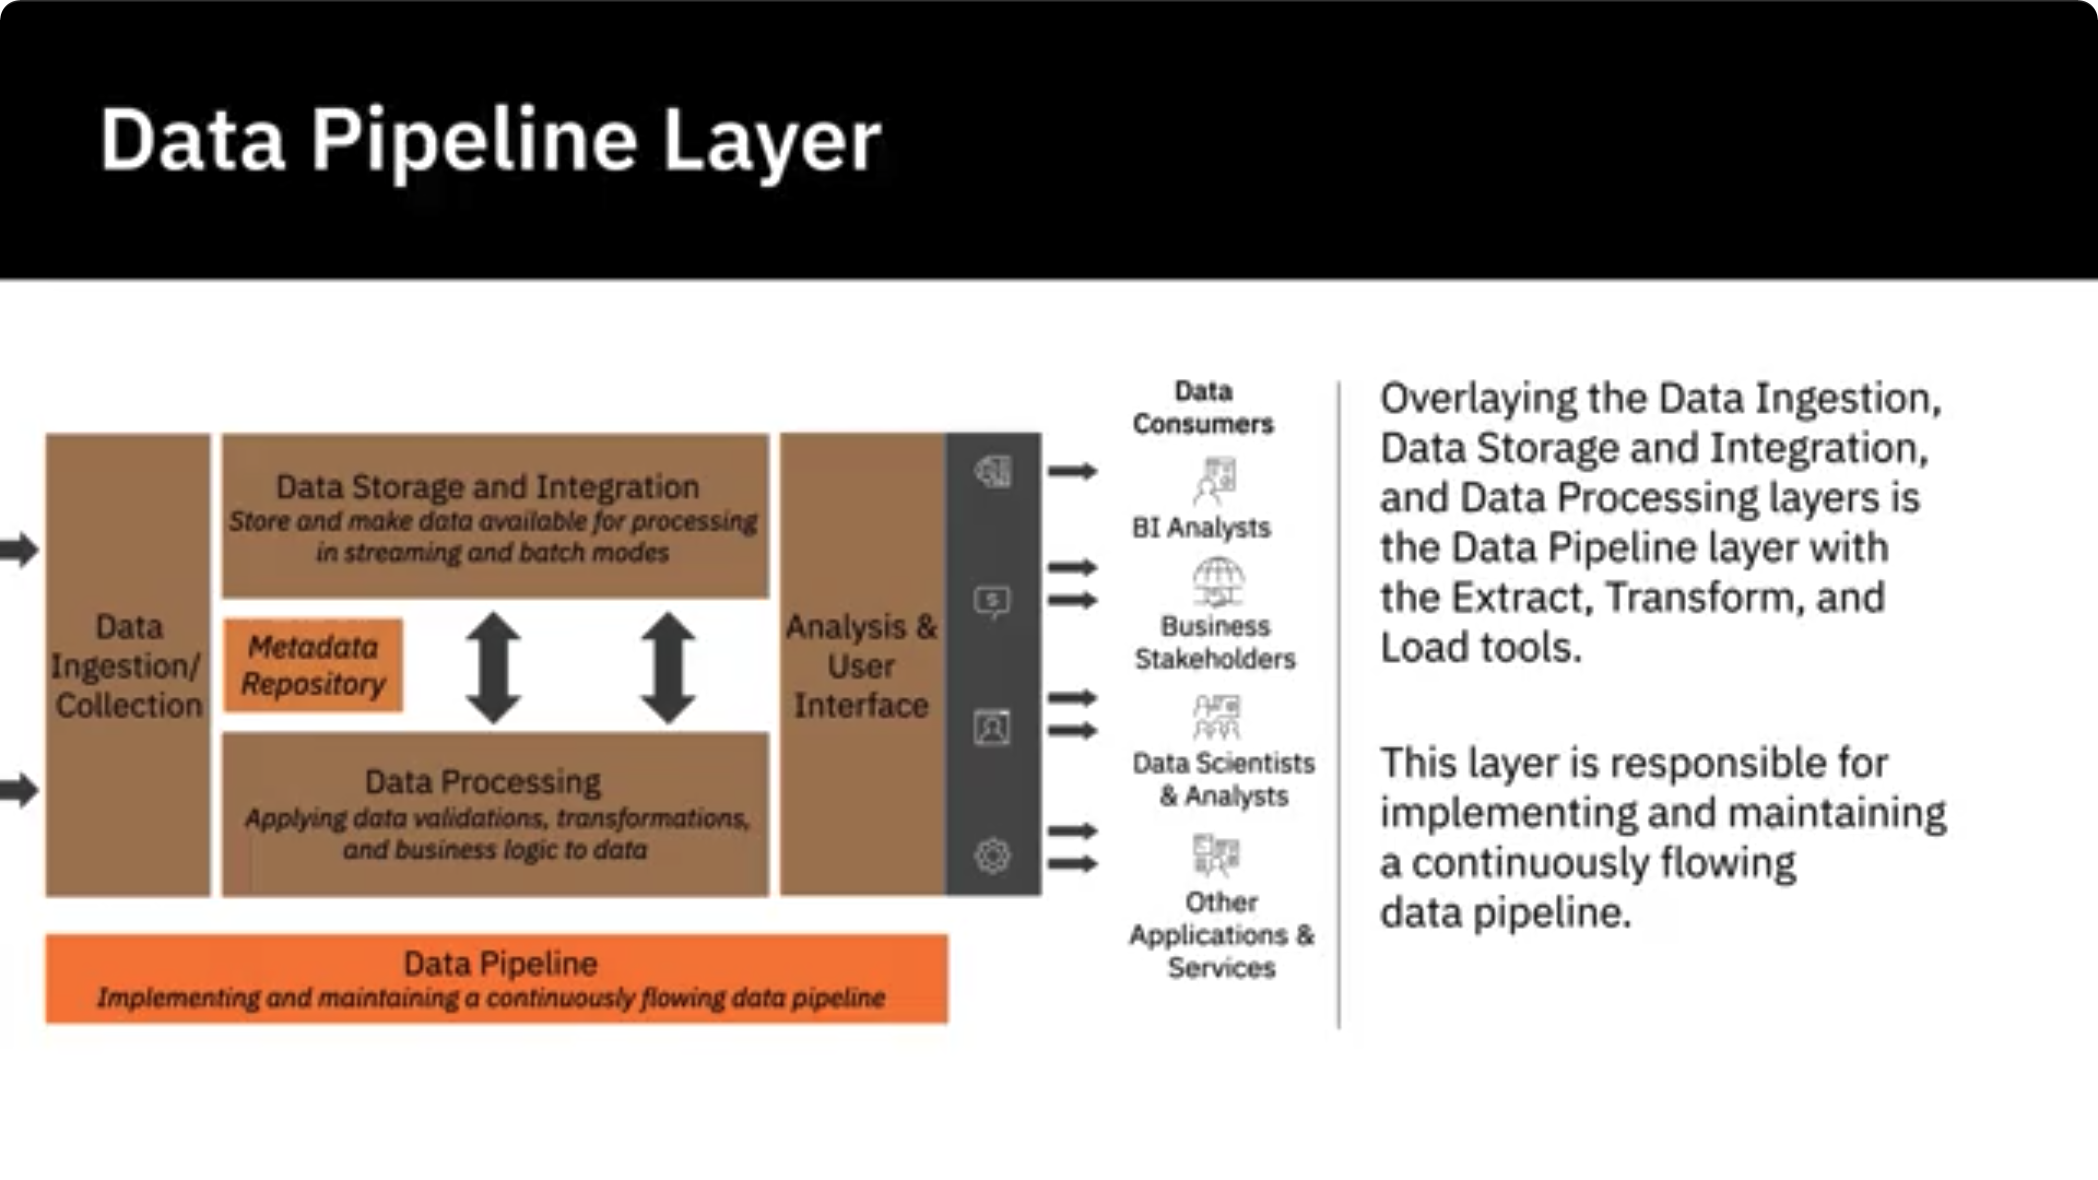 Data Pipeline Layer
Data
Ingestion/
Collection
Data Storage and Integration
Store and make data available for processing
in streaming and batch modes
Metadata
Repository
Data Processing
Applying data validations, transformations,
and business logic to data
Analysis &
User
Interface
$
Data Pipeline
Implementing and maintaining a continuously flowing data pipeline
Data
Consumers
BI Analysts
Business
Stakeholders
Data Scientists
& Analysts
Other
Applications &
Services
Overlaying the Data Ingestion,
Data Storage and Integration,
and Data Processing layers is
the Data Pipeline layer with
the Extract, Transform, and
Load tools.
This layer is responsible for
implementing and maintaining
a continuously flowing
data pipeline.